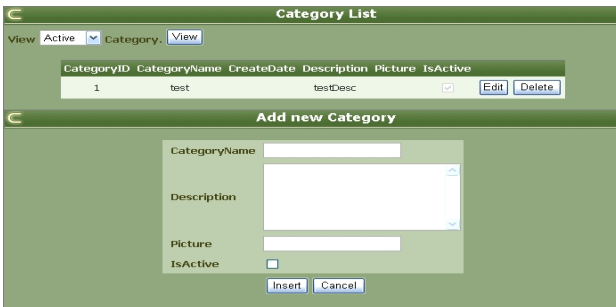 Category List
View Active Category. View
CategoryID CategoryName CreateDate Description Picture IsActive
1 test testDesc Edit Delete
Add new Category
CategoryName
Description
Picture
IsActive
Insert Cancel